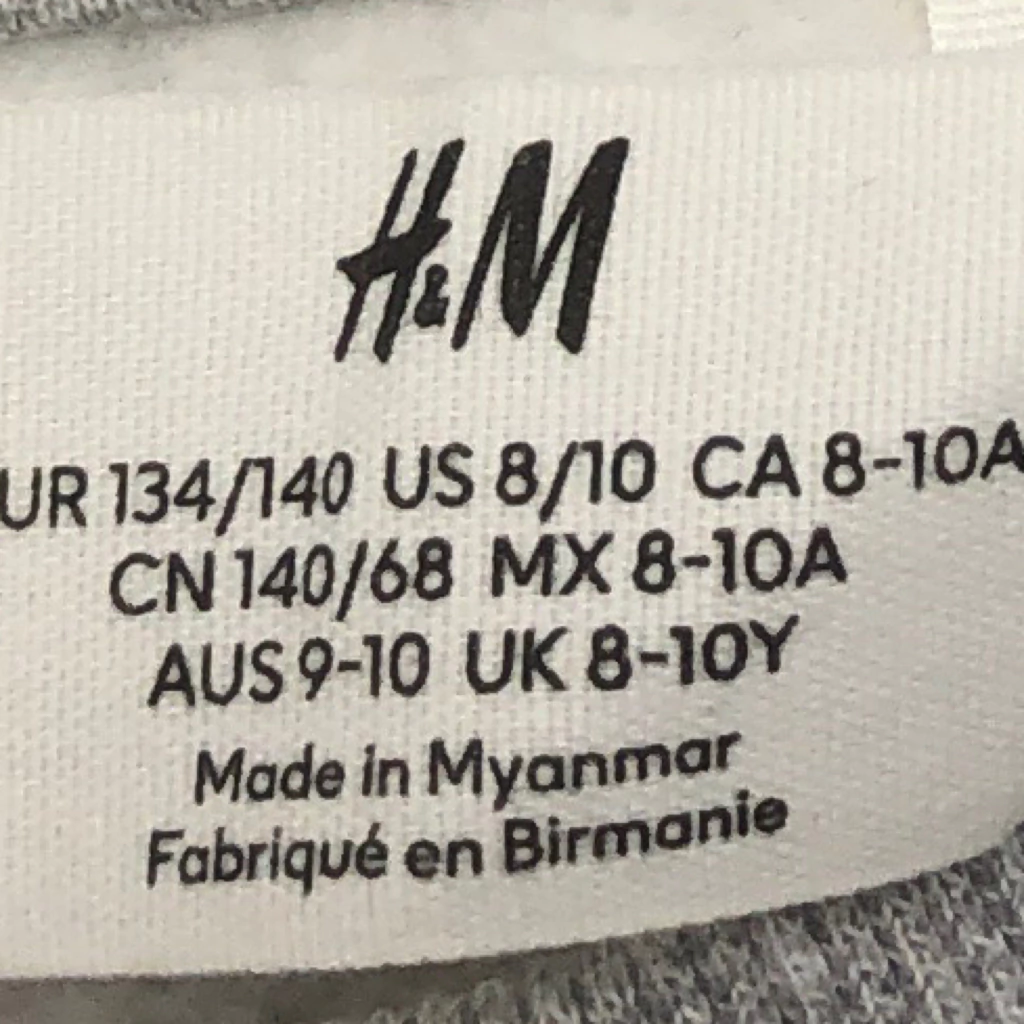 H&M
UR 134/140 US 8/10 CA 8-10A
CN 140/68 MX 8-10A
AUS 9-10 UK 8-10Y
Made in Myanmar
Fabriqué en Birmanie